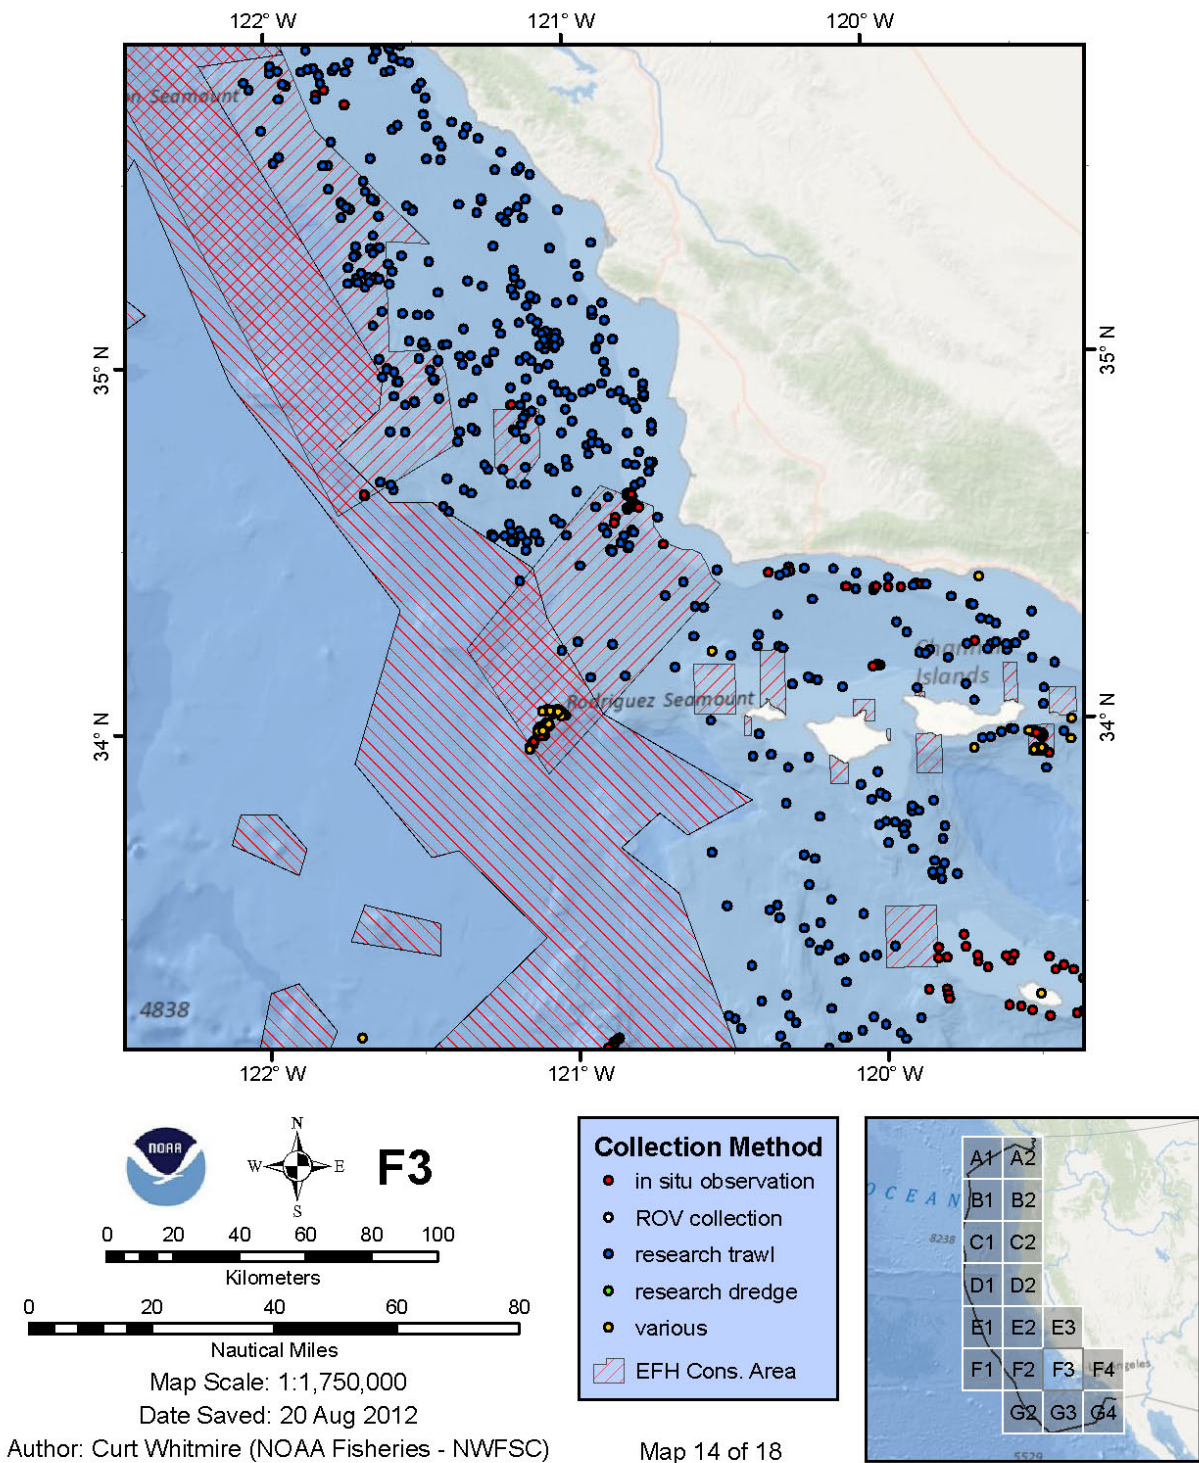 122° W 121° W 120° W
on Seamount
35° N 35° N
Channel
Islands
Rodriguez Seamount
34° N 34° N
4838
122° W 121° W 120° W
NOAA
N
W E
S
F3
0 20 40 60 80 100
Kilometers
0 20 40 60 80
Nautical Miles
Map Scale: 1:1,750,000
Date Saved: 20 Aug 2012
Author: Curt Whitmire (NOAA Fisheries - NWFSC)
Collection Method
in situ observation
ROV collection
research trawl
research dredge
various
EFH Cons. Area
Map 14 of 18
A1 A2
OCEAN B1 B2
8238 C1 C2
D1 D2
E1 E2 E3
F1 F2 F3 F4
G2 G3 G4
5529